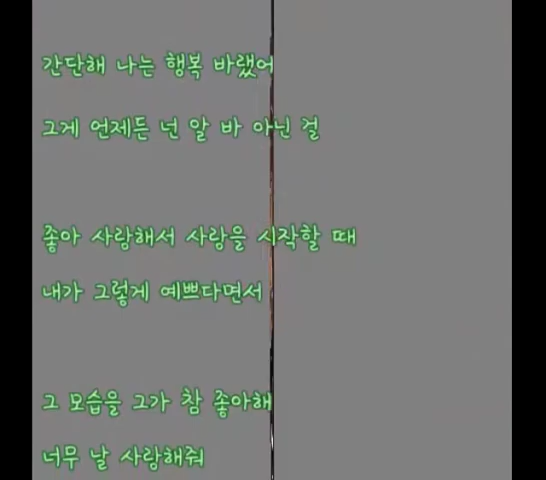 간단해 나는 행복 바랬어
그게 언제든 넌 알 바 아닌 걸
좋아 사랑해서 사랑을 시작할 때
내가 그렇게 예쁘다면서
그 모습을 그가 참 좋아해
너무 날 사랑해줘